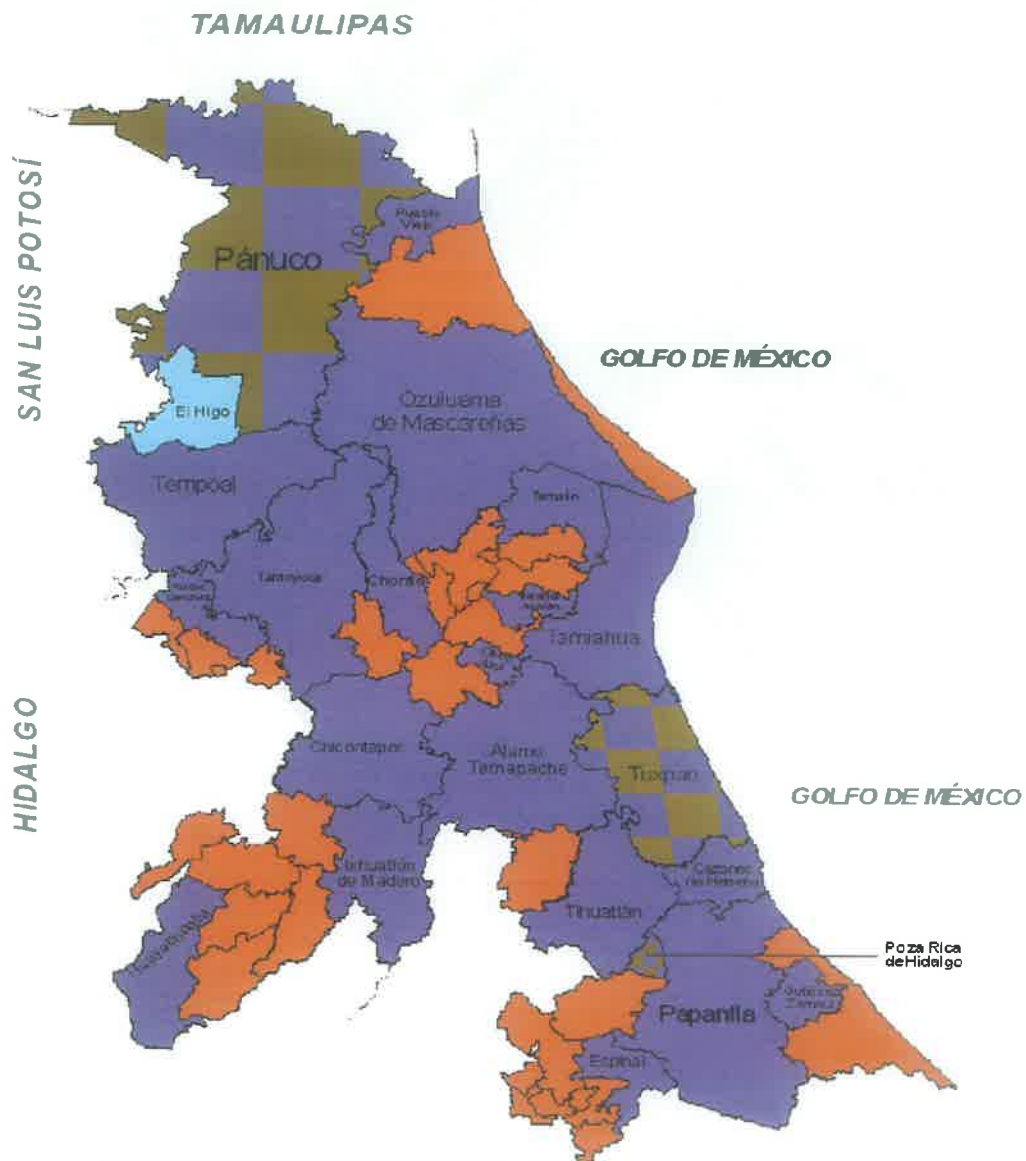 TAMAULIPAS
SAN LUIS POTOSÍ
Pueblo
Viejo
Pánuco
GOLFO DE MÉXICO
El Higo
Ozuluama
de Mascareñas
Tempoal
Tantoyuca
Chontla
Tamiahua
HIDALGO
Chicontepec
Álamo
Temapache
Tuxpan
GOLFO DE MÉXICO
Ixhuatlán
de Madero
Cazones
de Herrera
Tihuatlán
Poza Rica
de Hidalgo
Gutiérrez
Zamora
Papantla
Espinal